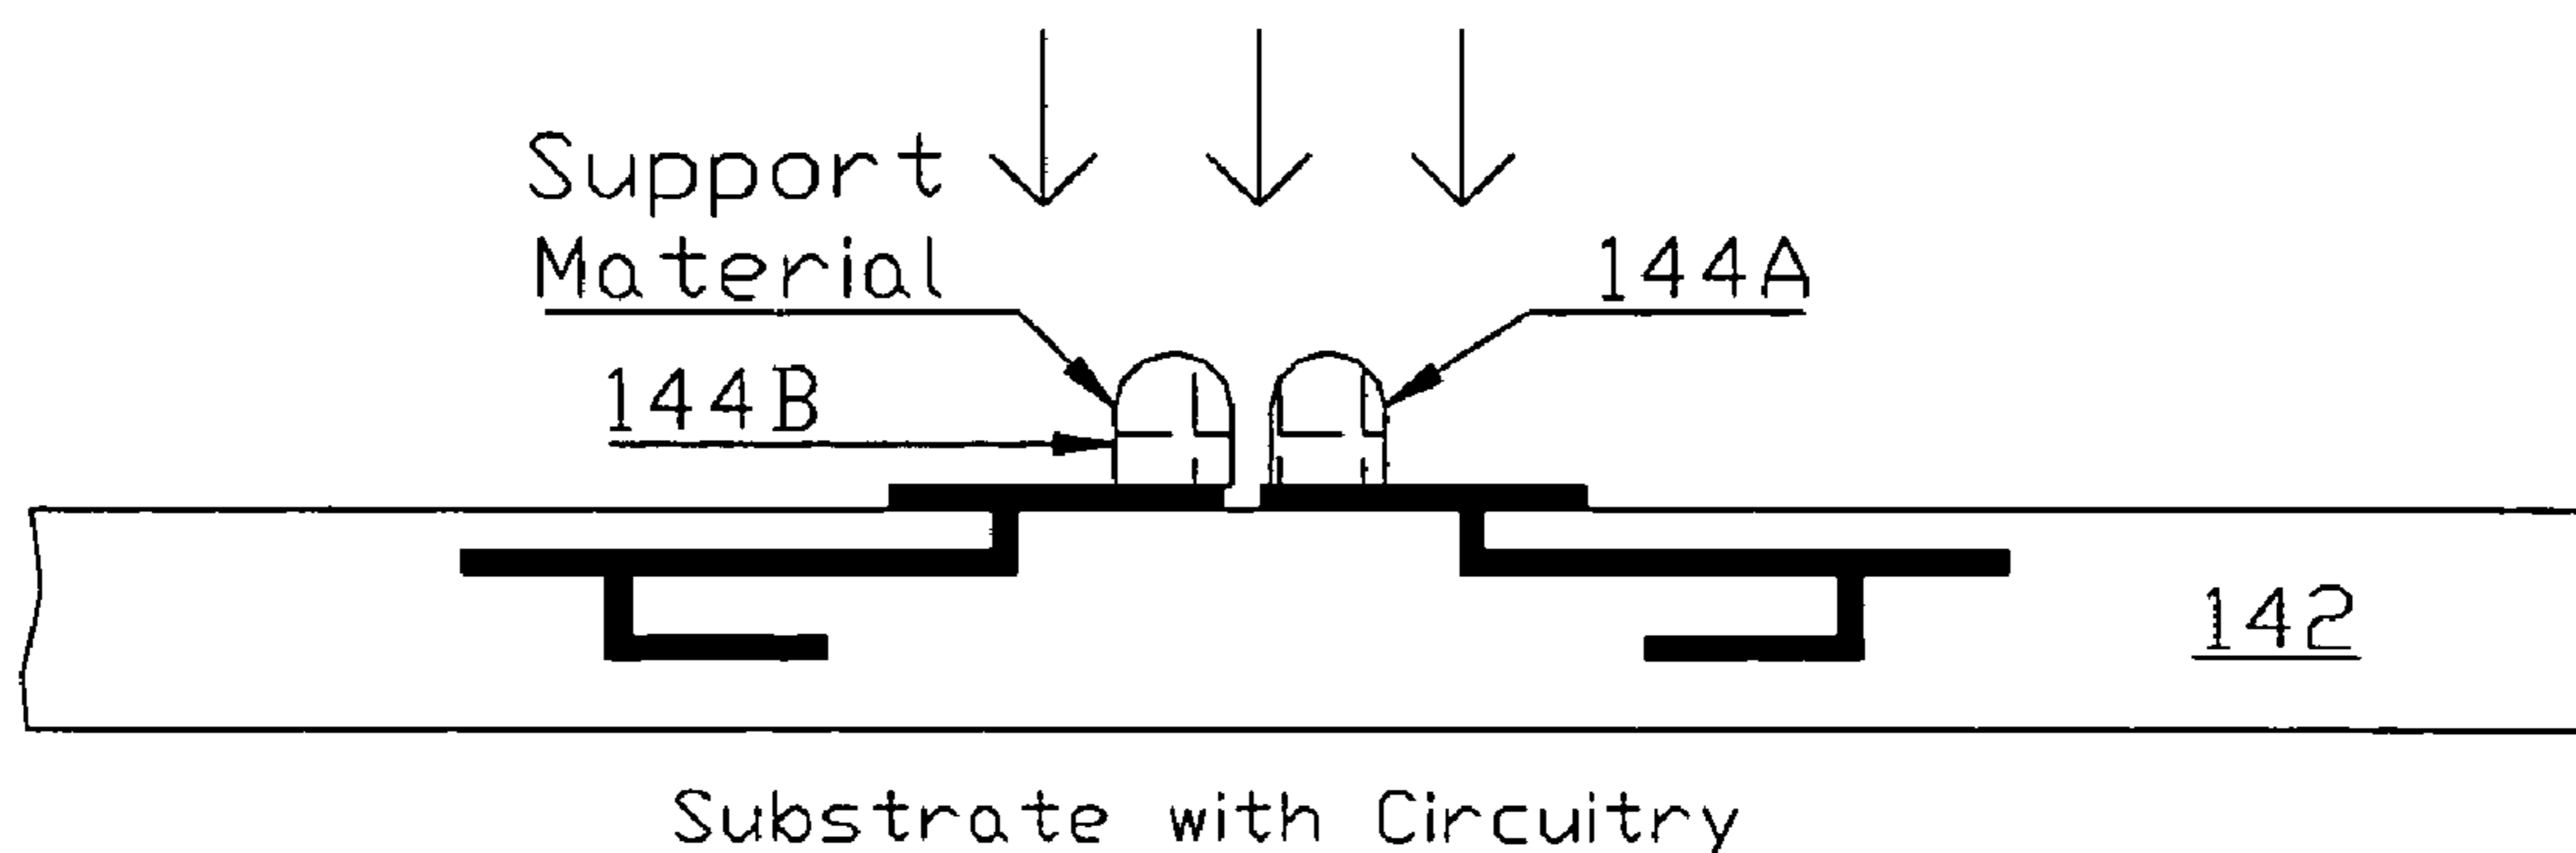 Support
Material
144A
144B
142
Substrate with Circuitry